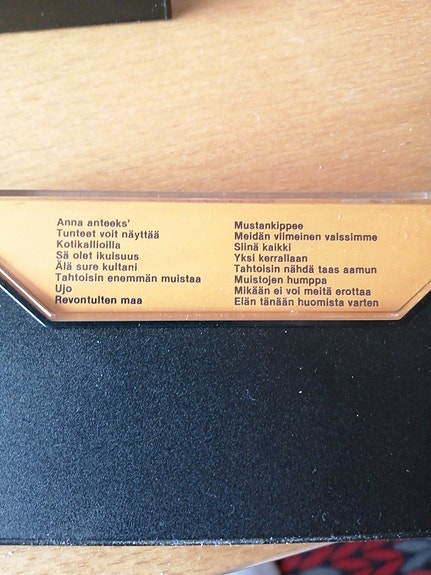 Anna anteeks'
Tunteet voit näyttää
Kotikallioilla
Sä olet ikuisuus
Älä sure kultani
Tahtoisin enemmän muistaa
Ujo
Revontulten maa
Mustankippee
Meidän viimeinen valssimme
Siinä kaikki
Yksi kerrallaan
Tahtoisin nähdä taas aamun
Muistojen humppa
Mikään ei voi meitä erottaa
Elän tänään huomista varten